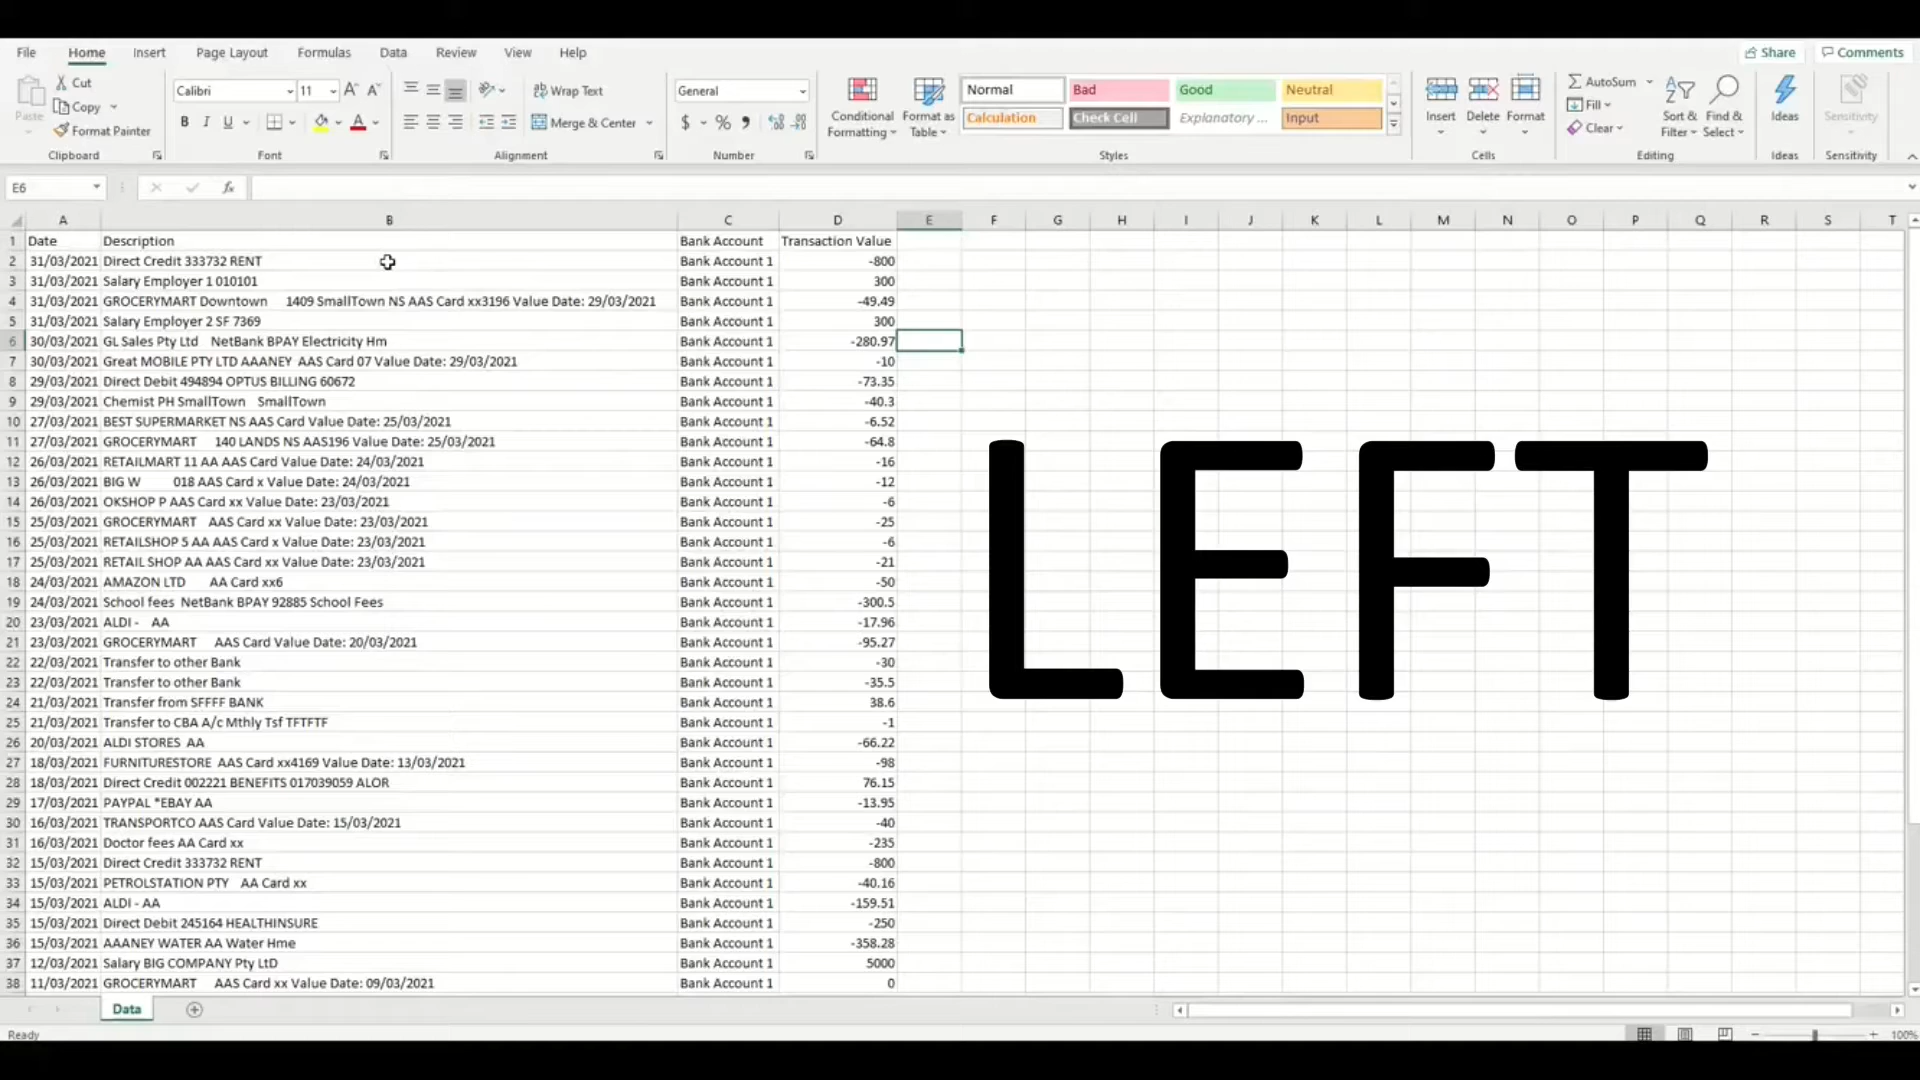 File Home Insert Page Layout Formulas Data Review View Help Share Comments
Cut Calibri 11 Wrap Text General Normal Bad Good Neutral AutoSum
Paste Copy Conditional Format as Calculation Check Cell Explanatory ... Input Insert Delete Format Fill Sort & Find & Ideas Sensitivity
Format Painter B I U Merge & Center $ % Formatting Table Clear Filter Select
Clipboard Font Alignment Number Styles Cells Editing Ideas Sensitivity
E6 fx
A B C D E F G H I J K L M N O P Q R S T
1 Date Description Bank Account Transaction Value
2 31/03/2021 Direct Credit 333732 RENT Bank Account 1 -800
3 31/03/2021 Salary Employer 1 010101 Bank Account 1 300
4 31/03/2021 GROCERYMART Downtown 1409 SmallTown NS AAS Card xx3196 Value Date: 29/03/2021 Bank Account 1 -49.49
5 31/03/2021 Salary Employer 2 SF 7369 Bank Account 1 300
6 30/03/2021 GL Sales Pty Ltd NetBank BPAY Electricity Hm Bank Account 1 -280.97
7 30/03/2021 Great MOBILE PTY LTD AAANEY AAS Card 07 Value Date: 29/03/2021 Bank Account 1 -10
8 29/03/2021 Direct Debit 494894 OPTUS BILLING 60672 Bank Account 1 -73.35
9 29/03/2021 Chemist PH SmallTown SmallTown Bank Account 1 -40.3
10 27/03/2021 BEST SUPERMARKET NS AAS Card Value Date: 25/03/2021 Bank Account 1 -6.52
11 27/03/2021 GROCERYMART 140 LANDS NS AAS196 Value Date: 25/03/2021 Bank Account 1 -64.8
12 26/03/2021 RETAILMART 11 AA AAS Card Value Date: 24/03/2021 Bank Account 1 -16
13 26/03/2021 BIG W 018 AAS Card x Value Date: 24/03/2021 Bank Account 1 -12
14 26/03/2021 OKSHOP P AAS Card xx Value Date: 23/03/2021 Bank Account 1 -6
15 25/03/2021 GROCERYMART AAS Card xx Value Date: 23/03/2021 Bank Account 1 -25
16 25/03/2021 RETAILSHOP 5 AA AAS Card x Value Date: 23/03/2021 Bank Account 1 -6
17 25/03/2021 RETAIL SHOP AA AAS Card xx Value Date: 23/03/2021 Bank Account 1 -21
18 24/03/2021 AMAZON LTD AA Card xx6 Bank Account 1 -50
19 24/03/2021 School fees NetBank BPAY 92885 School Fees Bank Account 1 -300.5
20 23/03/2021 ALDI - AA Bank Account 1 -17.96
21 23/03/2021 GROCERYMART AAS Card Value Date: 20/03/2021 Bank Account 1 -95.27
22 22/03/2021 Transfer to other Bank Bank Account 1 -30
23 22/03/2021 Transfer to other Bank Bank Account 1 -35.5
24 21/03/2021 Transfer from SFFFF BANK Bank Account 1 38.6
25 21/03/2021 Transfer to CBA A/c Mthly Tsf TFTFTF Bank Account 1 -1
26 20/03/2021 ALDI STORES AA Bank Account 1 -66.22
27 18/03/2021 FURNITURESTORE AAS Card xx4169 Value Date: 13/03/2021 Bank Account 1 -98
28 18/03/2021 Direct Credit 002221 BENEFITS 017039059 ALOR Bank Account 1 76.15
29 17/03/2021 PAYPAL *EBAY AA Bank Account 1 -13.95
30 16/03/2021 TRANSPORTCO AAS Card Value Date: 15/03/2021 Bank Account 1 -40
31 16/03/2021 Doctor fees AA Card xx Bank Account 1 -235
32 15/03/2021 Direct Credit 333732 RENT Bank Account 1 -800
33 15/03/2021 PETROLSTATION PTY AA Card xx Bank Account 1 -40.16
34 15/03/2021 ALDI - AA Bank Account 1 -159.51
35 15/03/2021 Direct Debit 245164 HEALTHINSURE Bank Account 1 -250
36 15/03/2021 AAANEY WATER AA Water Hme Bank Account 1 -358.28
37 12/03/2021 Salary BIG COMPANY Pty LtD Bank Account 1 5000
38 11/03/2021 GROCERYMART AAS Card xx Value Date: 09/03/2021 Bank Account 1 0
LEFT
Data
Ready 100%